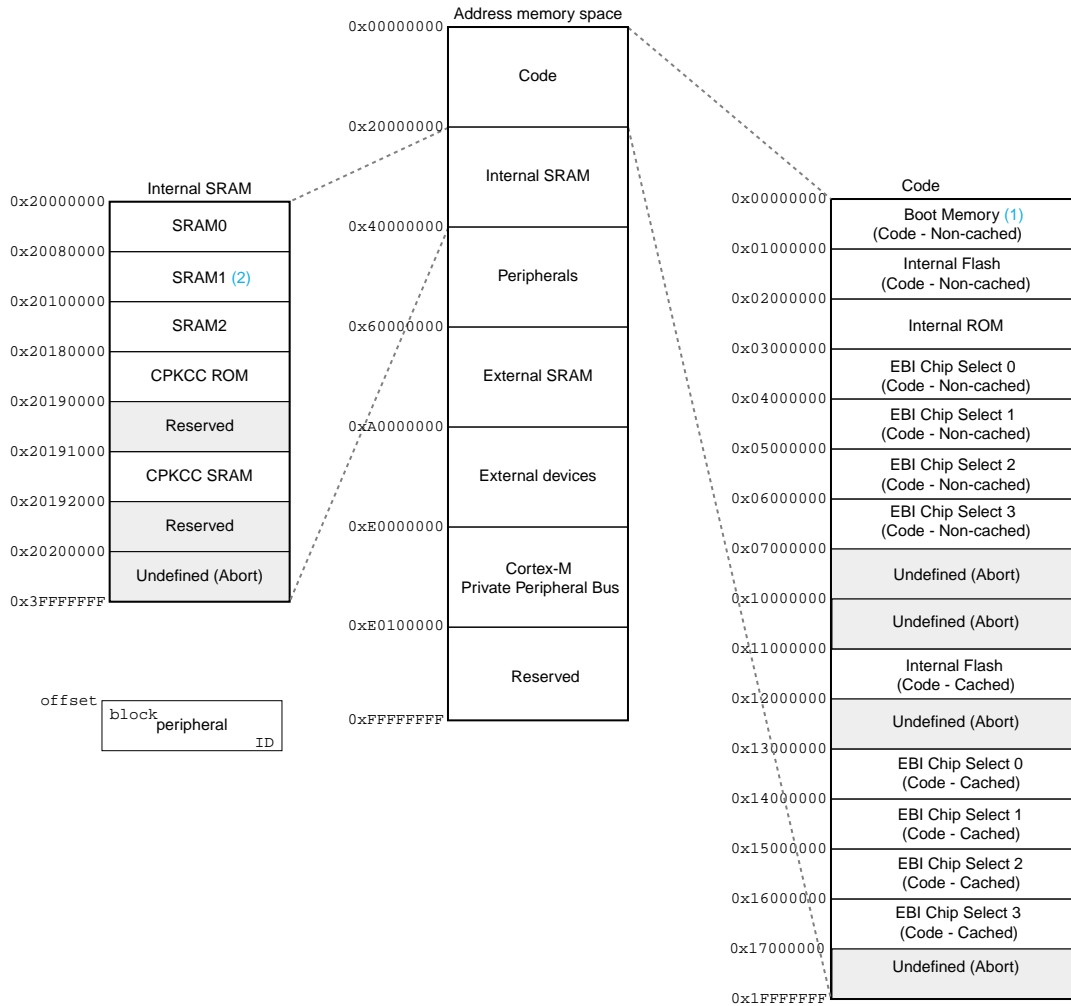 Address memory space
0x00000000
Code
0x20000000
Internal SRAM
0x40000000
Peripherals
0x60000000
External SRAM
0xA0000000
External devices
0xE0000000
Cortex-M
Private Peripheral Bus
0xE0100000
Reserved
0xFFFFFFFF
Internal SRAM
0x20000000
SRAM0
0x20080000
SRAM1 (2)
0x20100000
SRAM2
0x20180000
CPKCC ROM
0x20190000
Reserved
0x20191000
CPKCC SRAM
0x20192000
Reserved
0x20200000
Undefined (Abort)
0x3FFFFFFF
offset
block
peripheral
ID
Code
0x00000000
Boot Memory (1)
(Code - Non-cached)
0x01000000
Internal Flash
(Code - Non-cached)
0x02000000
Internal ROM
0x03000000
EBI Chip Select 0
(Code - Non-cached)
0x04000000
EBI Chip Select 1
(Code - Non-cached)
0x05000000
EBI Chip Select 2
(Code - Non-cached)
0x06000000
EBI Chip Select 3
(Code - Non-cached)
0x07000000
Undefined (Abort)
0x10000000
Undefined (Abort)
0x11000000
Internal Flash
(Code - Cached)
0x12000000
Undefined (Abort)
0x13000000
EBI Chip Select 0
(Code - Cached)
0x14000000
EBI Chip Select 1
(Code - Cached)
0x15000000
EBI Chip Select 2
(Code - Cached)
0x16000000
EBI Chip Select 3
(Code - Cached)
0x17000000
Undefined (Abort)
0x1FFFFFFF